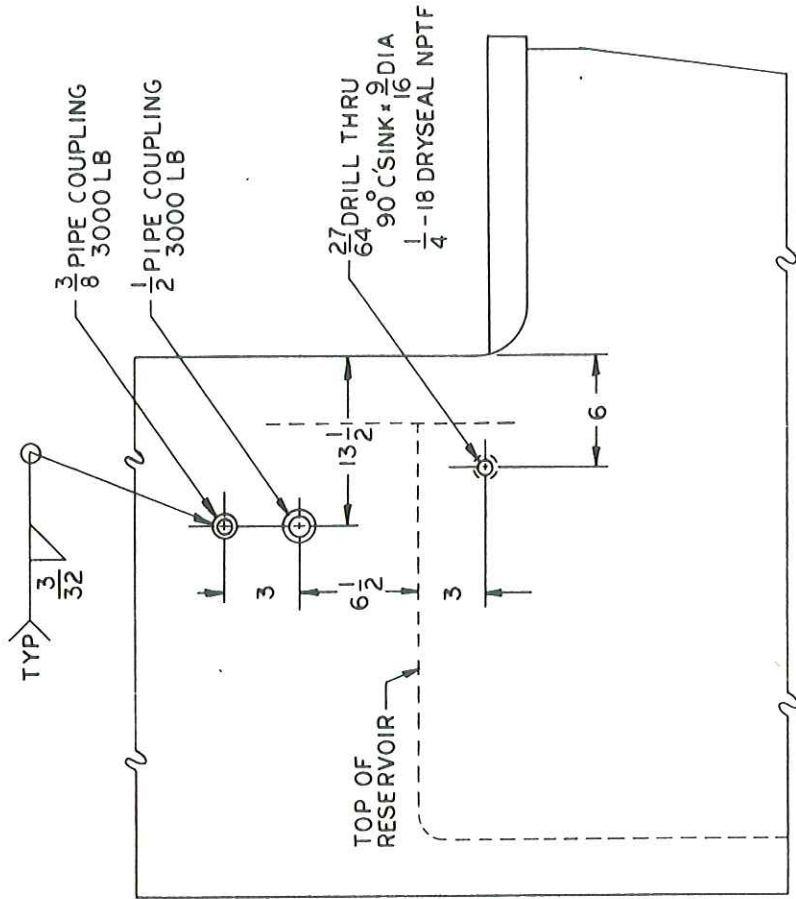 TYP
3/32
3/8 PIPE COUPLING
3000 LB
1/2 PIPE COUPLING
3000 LB
27/64 DRILL THRU
90° C'SINK x 9/16 DIA
1/4-18 DRYSEAL NPTF
3
6 1/2
3
13 1/2
6
TOP OF
RESERVOIR